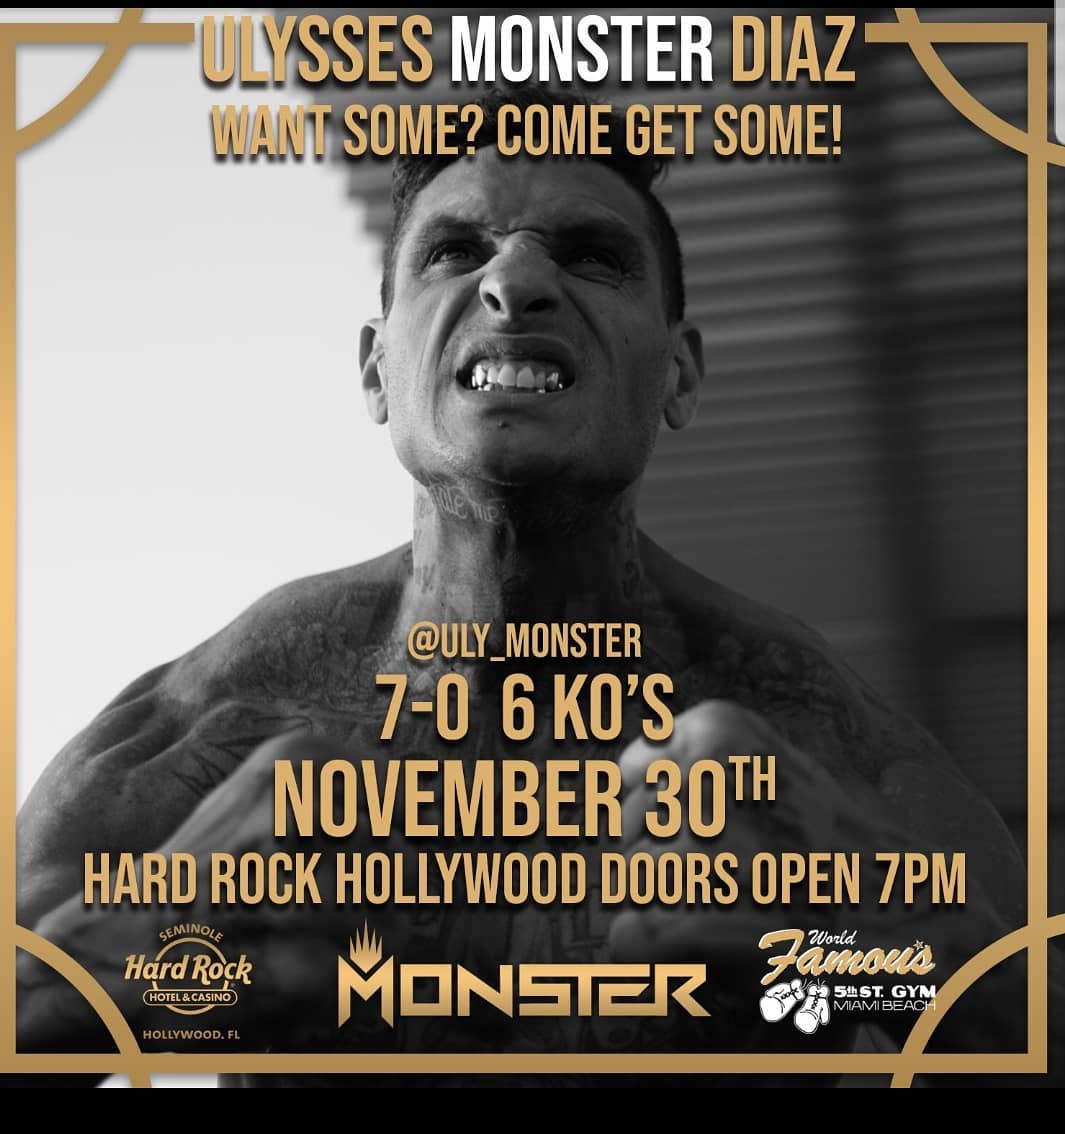 ULYSSES MONSTER DIAZ
WANT SOME? COME GET SOME!
@ULY_MONSTER
7-0 6 KO'S
NOVEMBER 30TH
HARD ROCK HOLLYWOOD DOORS OPEN 7PM
SEMINOLE
Hard Rock
HOTEL & CASINO
HOLLYWOOD, FL
MONSTER
World
Famous
5th ST. GYM
MIAMI BEACH